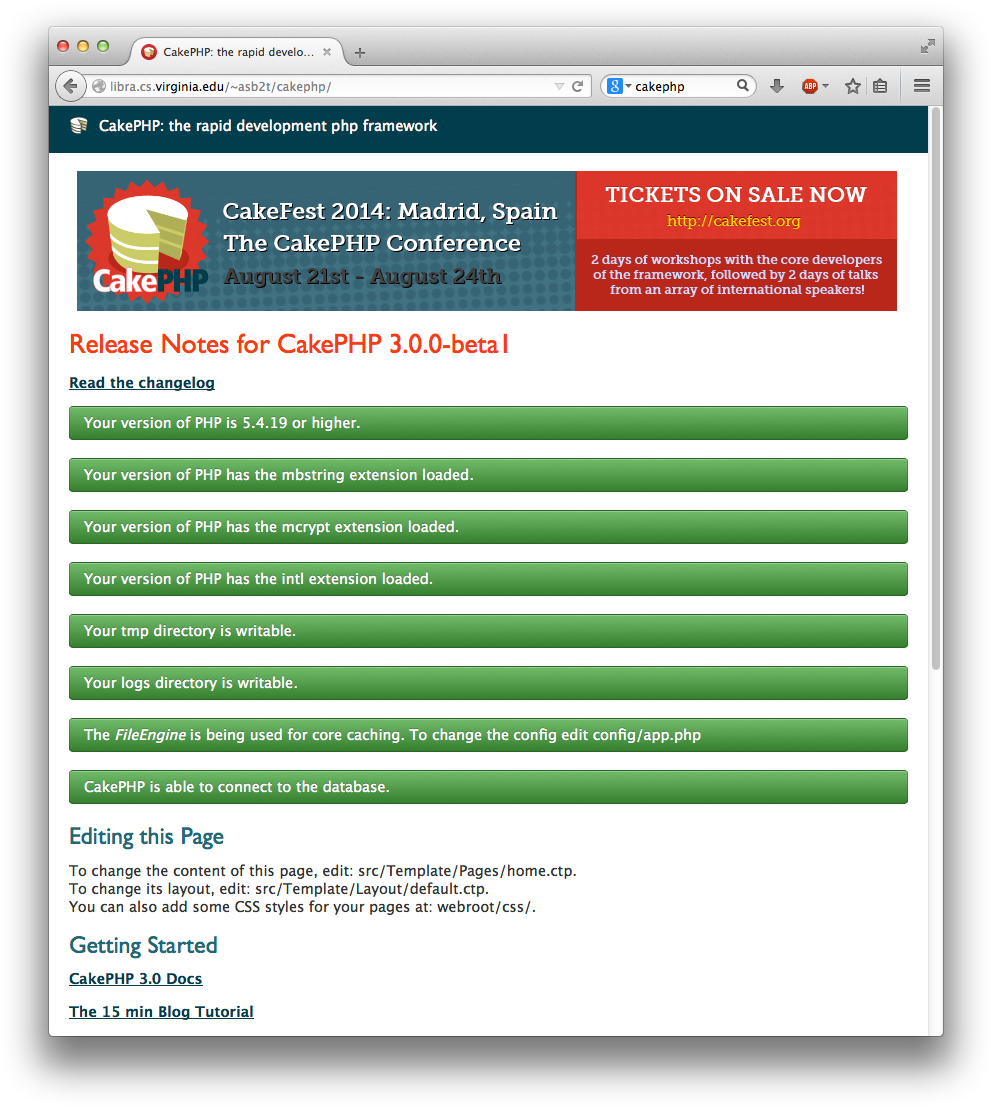 CakePHP: the rapid develo...
libra.cs.virginia.edu/~asb2t/cakephp/
8
cakephp
ABP
CakePHP: the rapid development php framework
CakePHP
CakeFest 2014: Madrid, Spain
The CakePHP Conference
August 21st - August 24th
TICKETS ON SALE NOW
http://cakefest.org
2 days of workshops with the core developers
of the framework, followed by 2 days of talks
from an array of international speakers!
Release Notes for CakePHP 3.0.0-beta1
Read the changelog
Your version of PHP is 5.4.19 or higher.
Your version of PHP has the mbstring extension loaded.
Your version of PHP has the mcrypt extension loaded.
Your version of PHP has the intl extension loaded.
Your tmp directory is writable.
Your logs directory is writable.
The FileEngine is being used for core caching. To change the config edit config/app.php
CakePHP is able to connect to the database.
Editing this Page
To change the content of this page, edit: src/Template/Pages/home.ctp.
To change its layout, edit: src/Template/Layout/default.ctp.
You can also add some CSS styles for your pages at: webroot/css/.
Getting Started
CakePHP 3.0 Docs
The 15 min Blog Tutorial